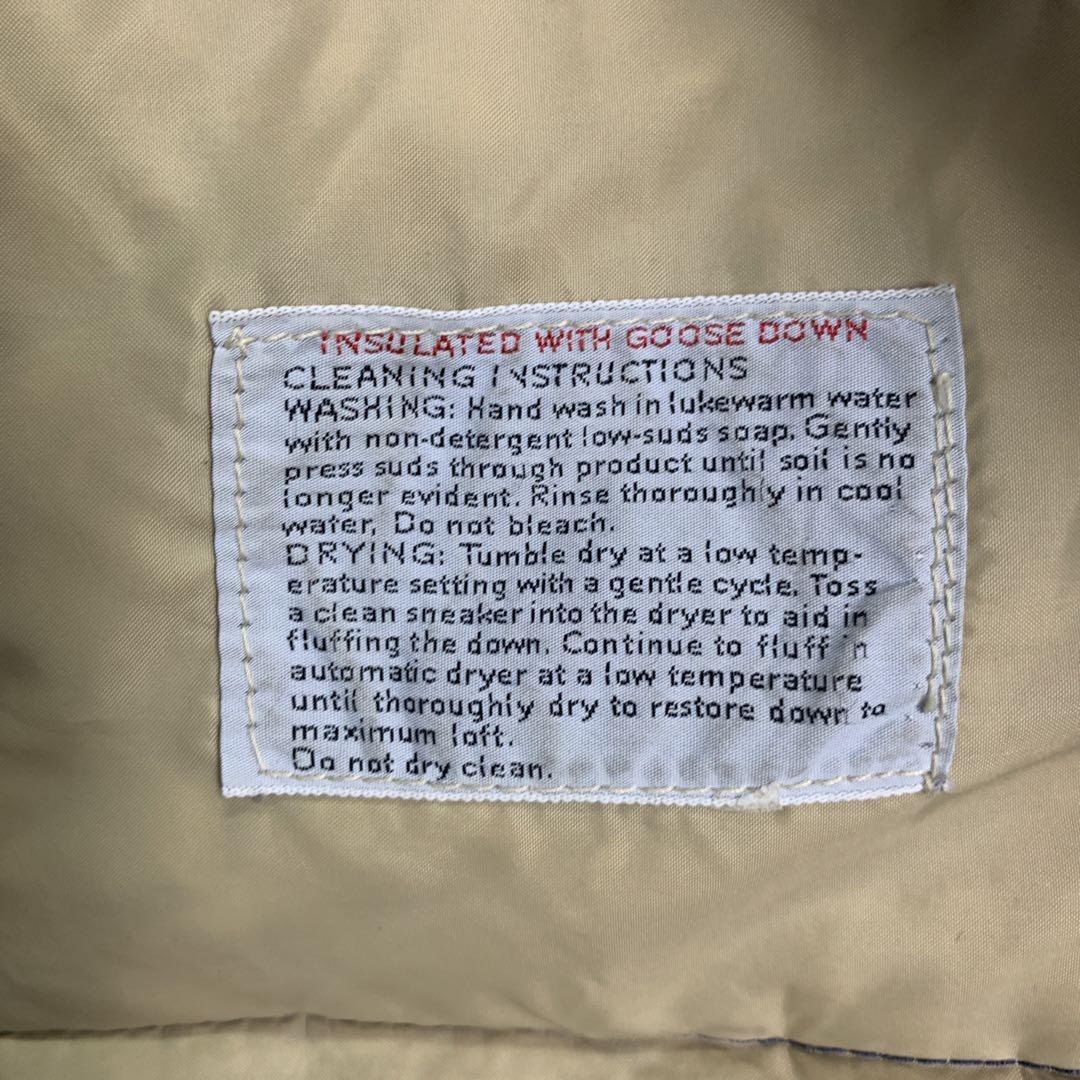 INSULATED WITH GOOSE DOWN
CLEANING INSTRUCTIONS
WASHING: Hand wash in lukewarm water
with non-detergent low-suds soap. Gently
press suds through product until soil is no
longer evident. Rinse thoroughly in cool
water. Do not bleach.
DRYING: Tumble dry at a low temp-
erature setting with a gentle cycle. Toss
a clean sneaker into the dryer to aid in
fluffing the down. Continue to fluff in
automatic dryer at a low temperature
until thoroughly dry to restore down to
maximum loft.
Do not dry clean.